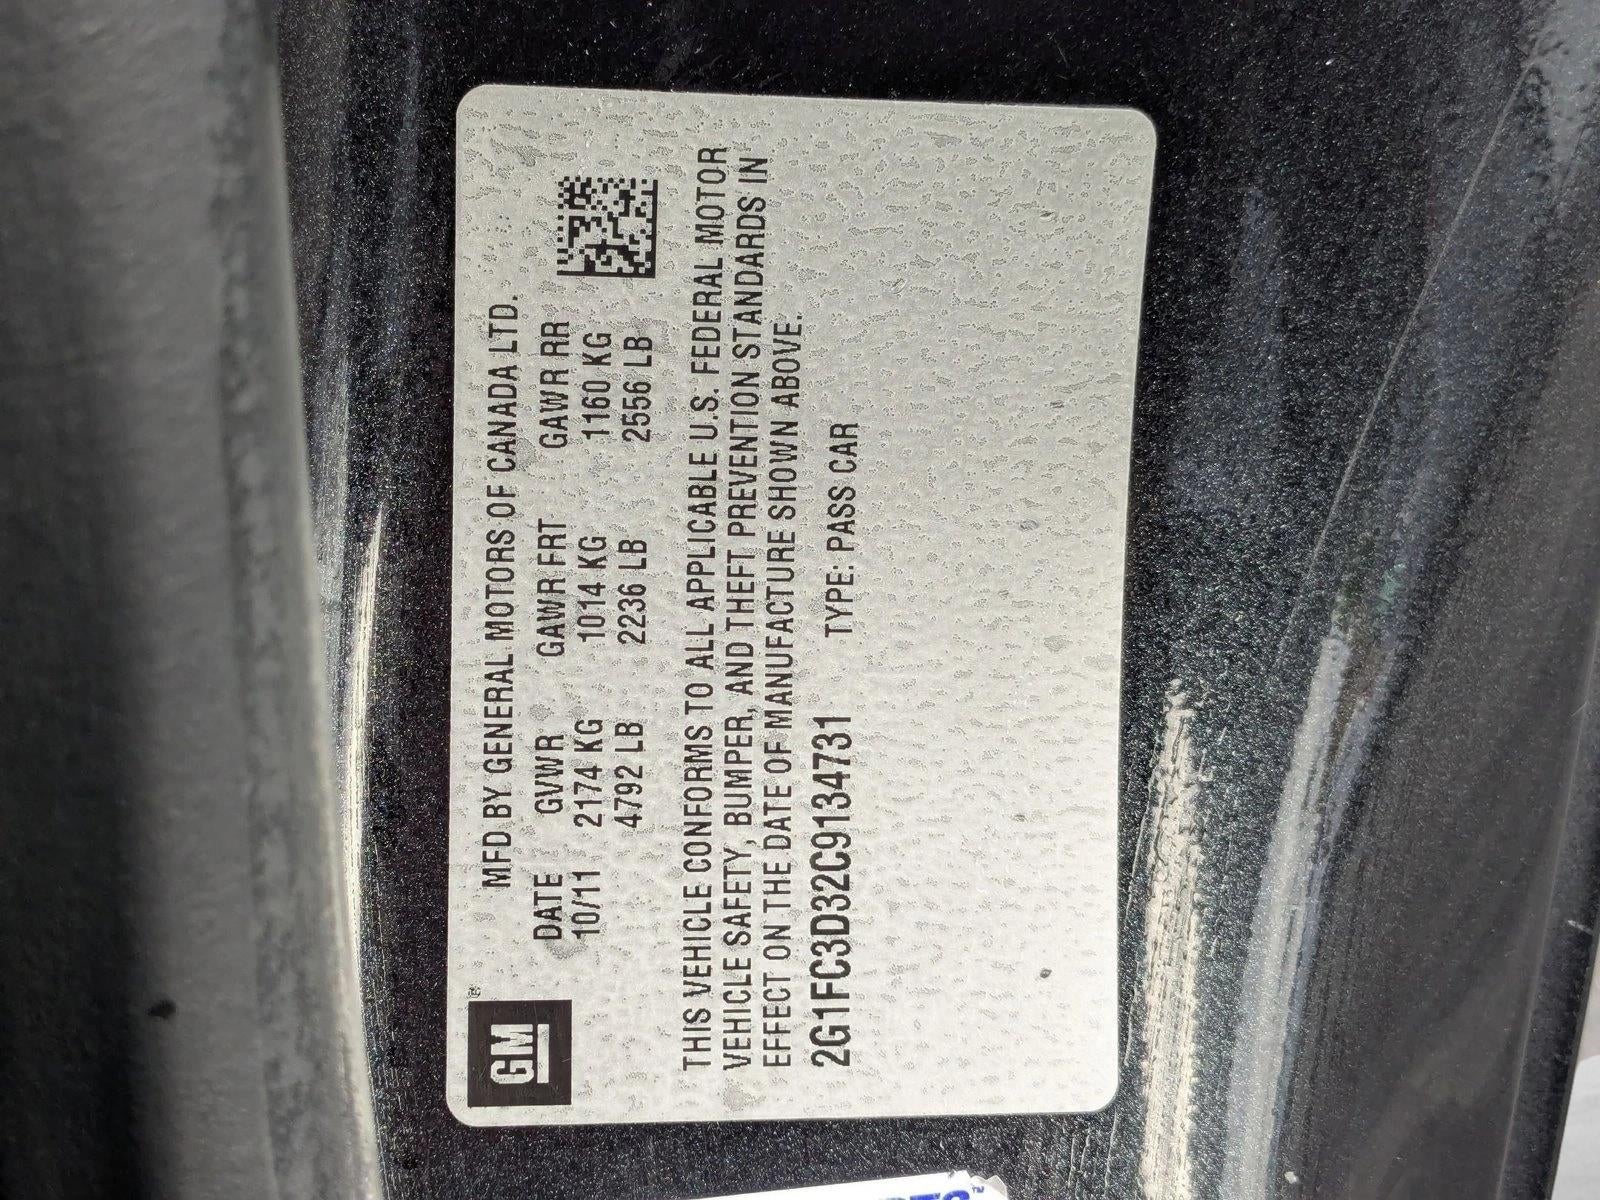 GM
®
MFD BY GENERAL MOTORS OF CANADA LTD.
DATE GVWR GAWR FRT GAWR RR
10/11 2174 KG 1014 KG 1160 KG
4792 LB 2236 LB 2556 LB
THIS VEHICLE CONFORMS TO ALL APPLICABLE U.S. FEDERAL MOTOR
VEHICLE SAFETY, BUMPER, AND THEFT PREVENTION STANDARDS IN
EFFECT ON THE DATE OF MANUFACTURE SHOWN ABOVE.
2G1FC3D32C9134731 TYPE: PASS CAR